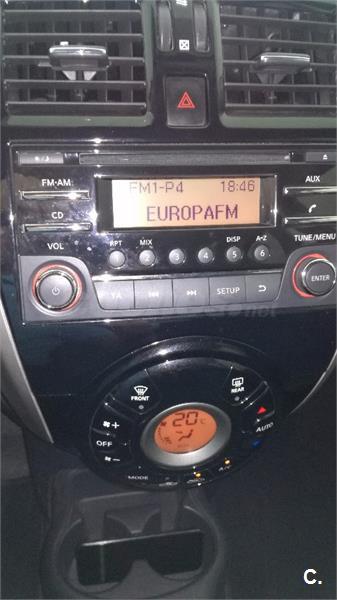 FM1-P4 18:46
EUROPAFM
FM·AM
AUX
CD
VOL
RPT MIX DISP A-Z
1 2 3 4 5 6
TUNE/MENU
ENTER
TA SETUP
FRONT
REAR
20°C
OFF
AUTO
MODE
A/C
C.